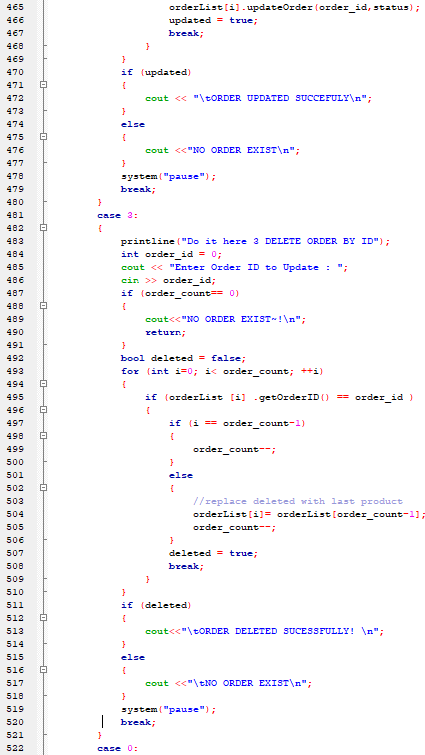 465 orderList[i].updateOrder(order_id,status);
466 updated = true;
467 break;
468 }
469 }
470 if (updated)
471 {
472 cout << "\tORDER UPDATED SUCCEFULY\n";
473 }
474 else
475 {
476 cout <<"NO ORDER EXIST\n";
477 }
478 system("pause");
479 break;
480 }
481 case 3:
482 {
483 printline("Do it here 3 DELETE ORDER BY ID");
484 int order_id = 0;
485 cout << "Enter Order ID to Update : ";
486 cin >> order_id;
487 if (order_count== 0)
488 {
489 cout<<"NO ORDER EXIST~!\n";
490 return;
491 }
492 bool deleted = false;
493 for (int i=0; i< order_count; ++i)
494 {
495 if (orderList [i] .getOrderID() == order_id )
496 {
497 if (i == order_count-1)
498 {
499 order_count--;
500 }
501 else
502 {
503 //replace deleted with last product
504 orderList[i]= orderList[order_count-1];
505 order_count--;
506 }
507 deleted = true;
508 break;
509 }
510 }
511 if (deleted)
512 {
513 cout<<"\tORDER DELETED SUCESSFULLY! \n";
514 }
515 else
516 {
517 cout <<"\tNO ORDER EXIST\n";
518 }
519 system("pause");
520 break;
521 }
522 case 0: